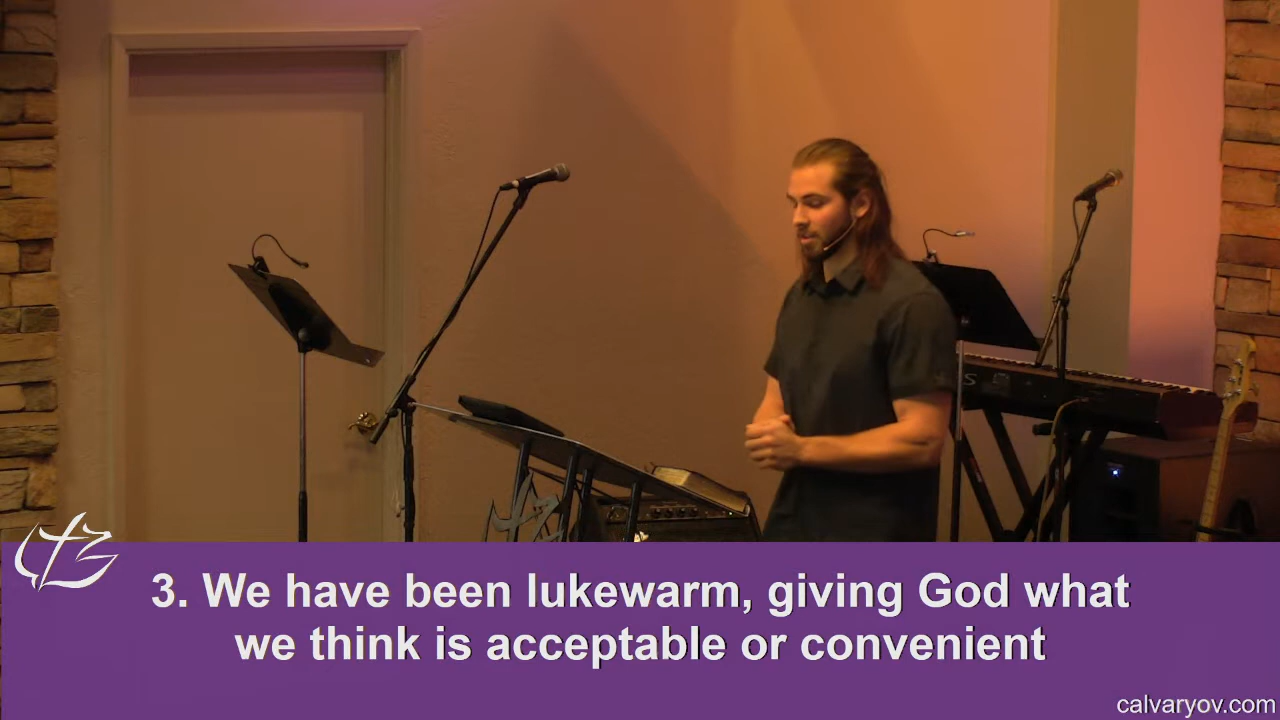 3. We have been lukewarm, giving God what
we think is acceptable or convenient
calvaryov.com